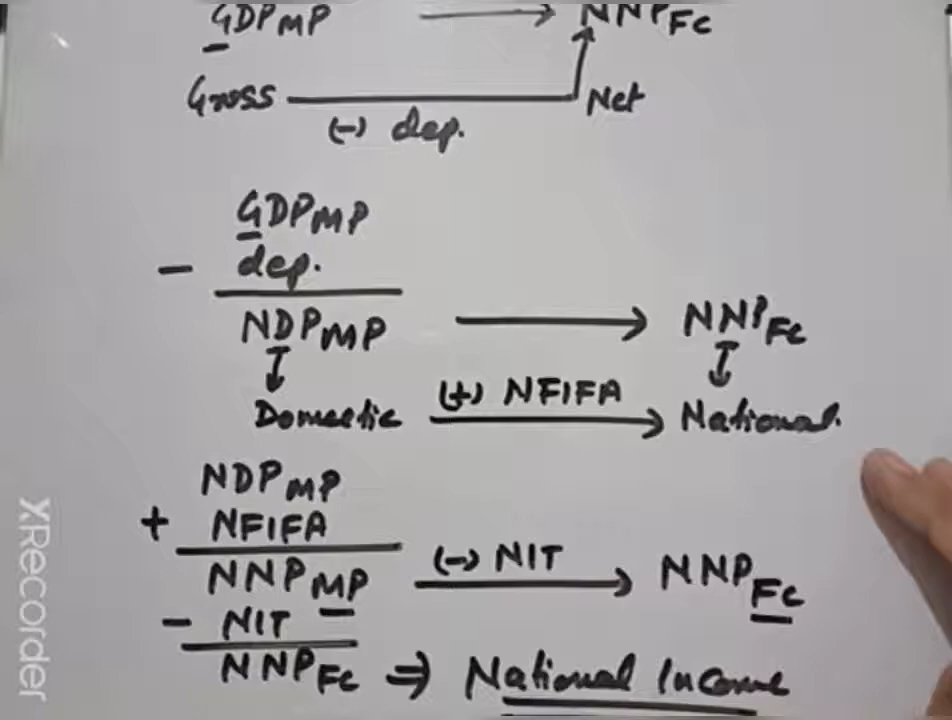 GDPMP → NNPFC
Gross (-) dep. Net
GDPMP
- dep.
NDPMP → NNPFC
Domestic (+) NFIFA → National.
NDPMP
+ NFIFA
NNPMP (-) NIT → NNPFC
- NIT
NNPFC ⇒ National Income
XRecorder